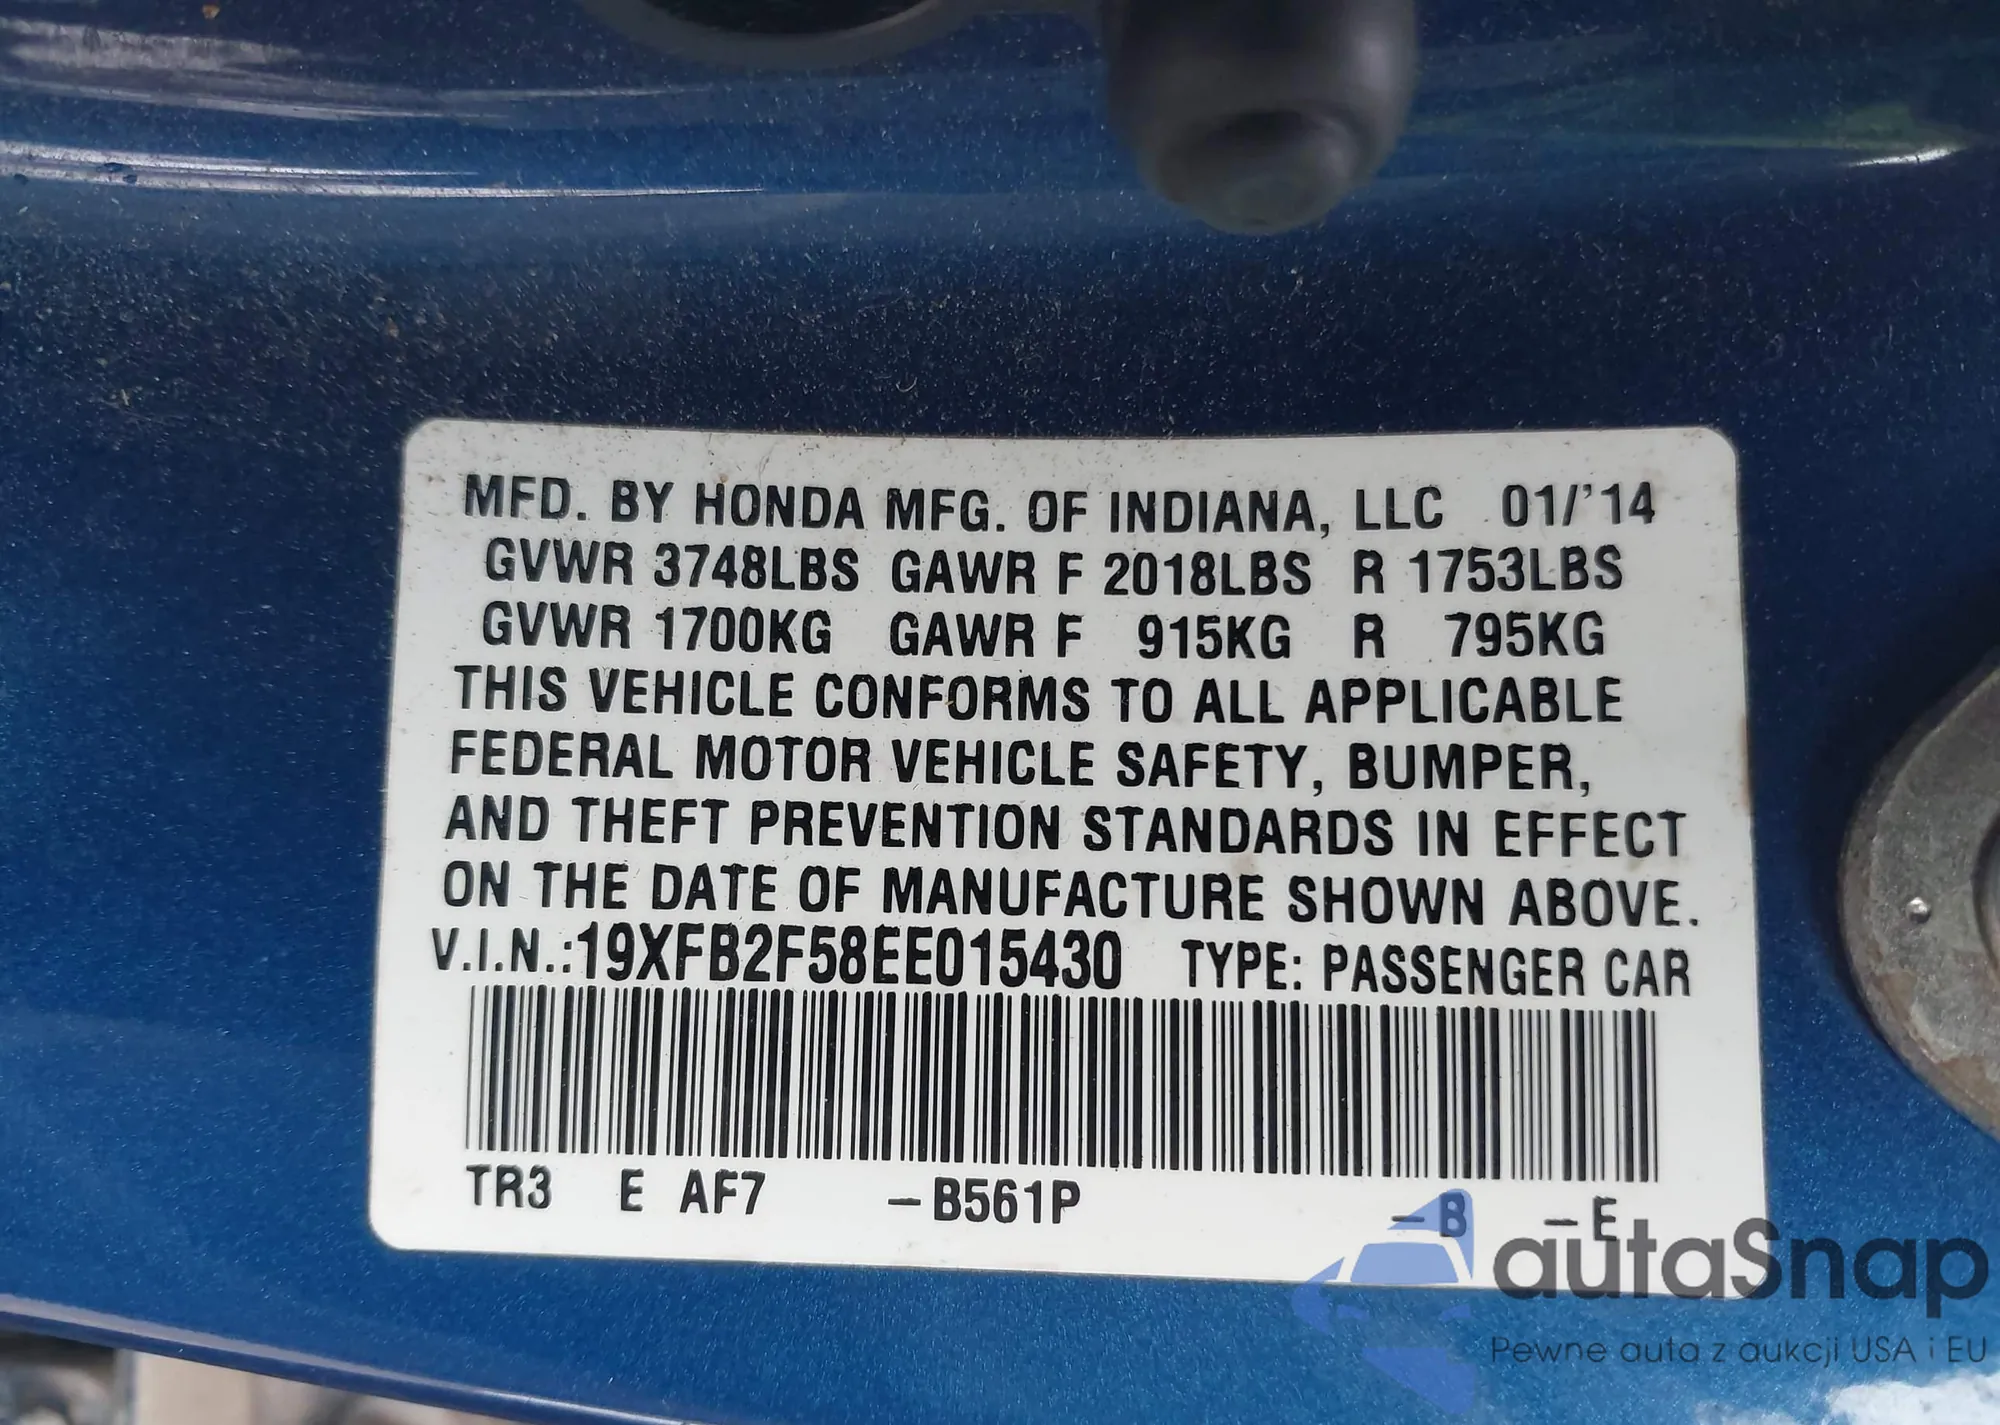 MFD. BY HONDA MFG. OF INDIANA, LLC 01/'14
GVWR 3748LBS GAWR F 2018LBS R 1753LBS
GVWR 1700KG GAWR F 915KG R 795KG
THIS VEHICLE CONFORMS TO ALL APPLICABLE
FEDERAL MOTOR VEHICLE SAFETY, BUMPER,
AND THEFT PREVENTION STANDARDS IN EFFECT
ON THE DATE OF MANUFACTURE SHOWN ABOVE.
V.I.N.:19XFB2F58EE015430 TYPE: PASSENGER CAR
TR3 E AF7 -B561P -B -E
autaSnap
Pewne auta z aukcji USA i EU